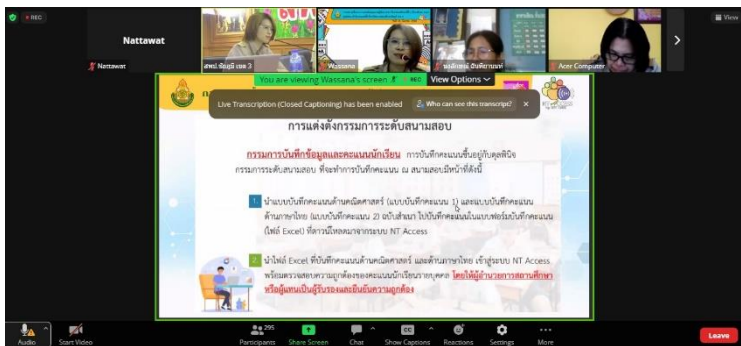 REC
View
Nattawat
Nattawat
สพป.ชัยภูมิ เขต 3
Wassana
Acer Computer
You are viewing Wassana's screen
REC
View Options
Live Transcription (Closed Captioning) has been enabled
Who can see this transcript?
การแต่งตั้งกรรมการระดับสนามสอบ
กรรมการบันทึกข้อมูลและคะแนนนักเรียน การบันทึกคะแนนขึ้นอยู่กับดุลพินิจ
กรรมการระดับสนามสอบ ที่จะทำการบันทึกคะแนน ณ สนามสอบมีหน้าที่ดังนี้
1. นำแบบบันทึกคะแนนด้านคณิตศาสตร์ (แบบบันทึกคะแนน 1) และแบบบันทึกคะแนน
ด้านภาษาไทย (แบบบันทึกคะแนน 2) ฉบับสำเนา ไปบันทึกคะแนนในแบบฟอร์มบันทึกคะแนน
(ไฟล์ Excel) ที่ดาวน์โหลดมาจากระบบ NT Access
2. นำไฟล์ Excel ที่บันทึกคะแนนด้านคณิตศาสตร์ และด้านภาษาไทย เข้าสู่ระบบ NT Access
พร้อมตรวจสอบความถูกต้องของคะแนนนักเรียนรายบุคคล โดยให้ผู้อำนวยการสถานศึกษา
หรือผู้แทนเป็นผู้รับรองและยืนยันความถูกต้อง
295
Audio
Start Video
Participants
Share Screen
Chat
CC
Show Captions
Reactions
Settings
More
Leave